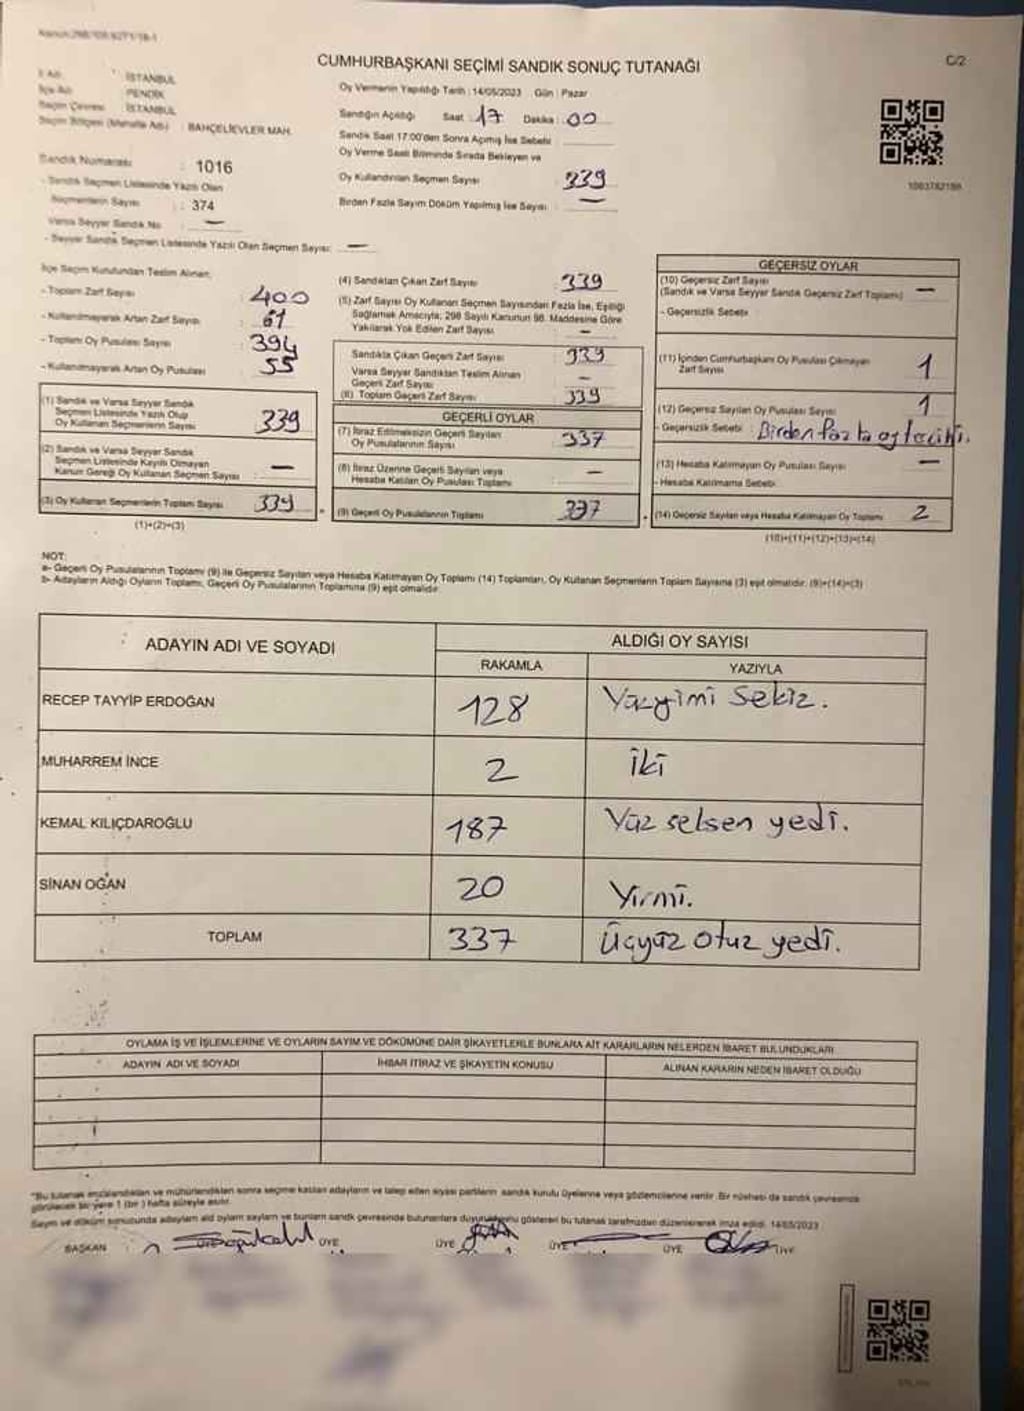 CUMHURBAŞKANI SEÇİMİ SANDIK SONUÇ TUTANAĞI
C/2
İSTANBUL
PENDİK
İSTANBUL
Seçim Bölgesi (Mahalle Adı) : BAHÇELİEVLER MAH.
Sandık Numarası : 1016
- Sandık Seçmen Listesinde Yazılı Olan
Seçmenlerin Sayısı : 374
Varsa Seyyar Sandık No : —
- Seyyar Sandık Seçmen Listesinde Yazılı Olan Seçmen Sayısı: —
Oy Vermenin Yapıldığı Tarih : 14/05/2023 Gün : Pazar
Sandığın Açıldığı Saat : 17 Dakika : 00
Sandık Saat 17:00'den Sonra Açılmış İse Sebebi :
Oy Verme Saati Bitiminde Sırada Bekleyen ve
Oy Kullandırılan Seçmen Sayısı : 339
Birden Fazla Sayım Döküm Yapılmış İse Sayısı : —
1003782198
İlçe Seçim Kurulundan Teslim Alınan;
- Toplam Zarf Sayısı : 400
- Kullanılmayarak Artan Zarf Sayısı : 61
- Toplam Oy Pusulası Sayısı : 394
- Kullanılmayarak Artan Oy Pusulası : 55
(1) Sandık ve Varsa Seyyar Sandık
Seçmen Listesinde Yazılı Olup
Oy Kullanan Seçmenlerin Sayısı : 339
(2) Sandık ve Varsa Seyyar Sandık
Seçmen Listesinde Kayıtlı Olmayan
Kanun Gereği Oy Kullanan Seçmen Sayısı : —
(3) Oy Kullanan Seçmenlerin Toplam Sayısı : 339
(1)+(2)=(3)
(4) Sandıktan Çıkan Zarf Sayısı : 339
(5) Zarf Sayısı Oy Kullanan Seçmen Sayısından Fazla İse, Eşitliği
Sağlamak Amacıyla; 298 Sayılı Kanunun 98. Maddesine Göre
Yakılarak Yok Edilen Zarf Sayısı : —
Sandıkta Çıkan Geçerli Zarf Sayısı : 339
Varsa Seyyar Sandıktan Teslim Alınan
Geçerli Zarf Sayısı : —
(6) Toplam Geçerli Zarf Sayısı : 339
GEÇERLİ OYLAR
(7) İtiraz Edilmeksizin Geçerli Sayılan
Oy Pusulalarının Sayısı : 337
(8) İtiraz Üzerine Geçerli Sayılan veya
Hesaba Katılan Oy Pusulası Toplamı : —
(9) Geçerli Oy Pusulalarının Toplamı : 337
GEÇERSİZ OYLAR
(10) Geçersiz Zarf Sayısı
(Sandık ve Varsa Seyyar Sandık Geçersiz Zarf Toplamı) : —
- Geçersizlik Sebebi :
(11) İçinden Cumhurbaşkanı Oy Pusulası Çıkmayan
Zarf Sayısı : 1
(12) Geçersiz Sayılan Oy Pusulası Sayısı : 1
- Geçersizlik Sebebi : Birden fazla oy tercihi.
(13) Hesaba Katılmayan Oy Pusulası Sayısı : —
- Hesaba Katılmama Sebebi :
(14) Geçersiz Sayılan veya Hesaba Katılmayan Oy Toplamı : 2
(10)+(11)+(12)+(13)=(14)
NOT:
a- Geçerli Oy Pusulalarının Toplamı (9) ile Geçersiz Sayılan veya Hesaba Katılmayan Oy Toplamı (14) Toplamları, Oy Kullanan Seçmenlerin Toplam Sayısına (3) eşit olmalıdır. (9)+(14)=(3)
b- Adayların Aldığı Oyların Toplamı, Geçerli Oy Pusulalarının Toplamına (9) eşit olmalıdır.
ADAYIN ADI VE SOYADI
ALDIĞI OY SAYISI
RAKAMLA YAZIYLA
RECEP TAYYİP ERDOĞAN 128 Yüzyimi sekiz.
MUHARREM İNCE 2 iki
KEMAL KILIÇDAROĞLU 187 Yüz selsen yedi.
SİNAN OĞAN 20 Yirmi.
TOPLAM 337 Üçyüz otuz yedi.
OYLAMA İŞ VE İŞLEMLERİNE VE OYLARIN SAYIM VE DÖKÜMÜNE DAİR ŞİKAYETLERLE BUNLARA AİT KARARLARIN NELERDEN İBARET BULUNDUKLARI
ADAYIN ADI VE SOYADI İHBAR İTİRAZ VE ŞİKAYETİN KONUSU ALINAN KARARIN NEDEN İBARET OLDUĞU
*Bu tutanak imzalandıktan ve mühürlendikten sonra seçime katılan adayların ve talep eden siyasi partilerin sandık kurulu üyelerine veya gözlemcilerine verilir. Bir nüshası da sandık çevresinde
görülecek bir yere 1 (bir) hafta süreyle asılır.
Sayım ve döküm sonucunda adayların aldığı oyların sayılarını ve bunların sandık çevresinde bulunanlara duyurulduğunu gösteren bu tutanak tarafımızdan düzenlenerek imza edildi. 14/05/2023
BAŞKAN ÜYE ÜYE ÜYE ÜYE ÜYE